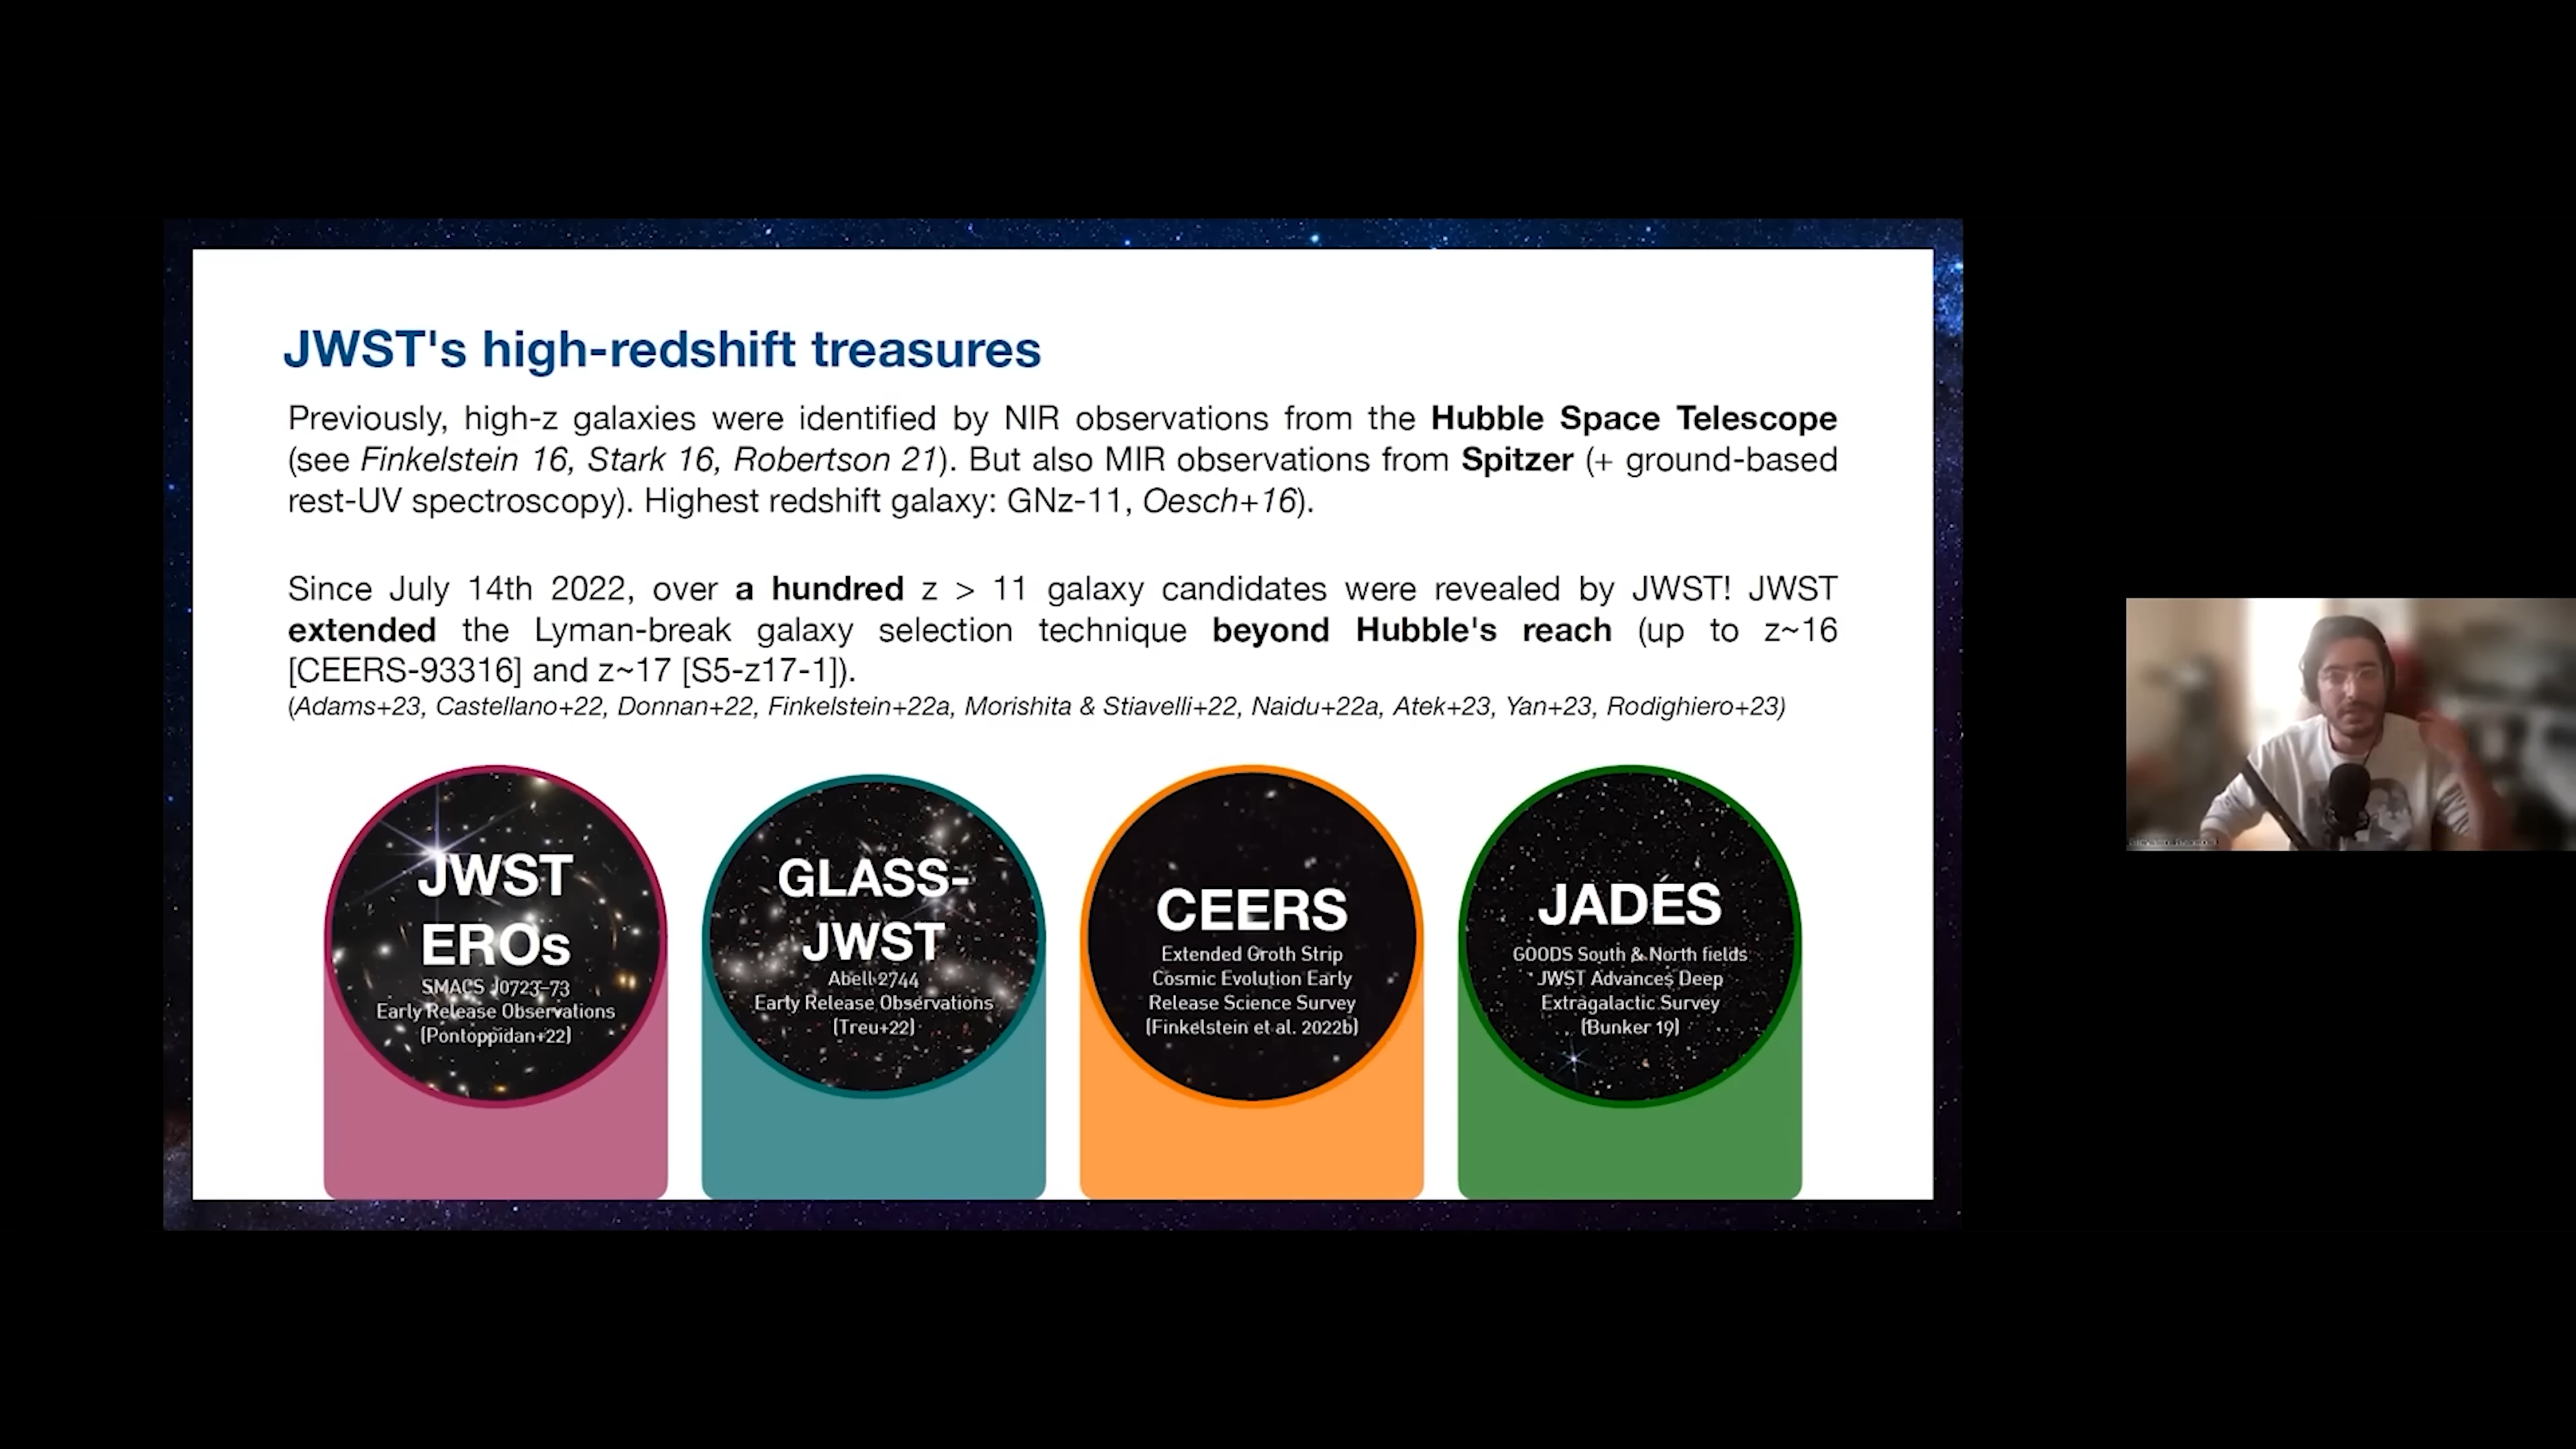 JWST's high-redshift treasures
Previously, high-z galaxies were identified by NIR observations from the Hubble Space Telescope
(see Finkelstein 16, Stark 16, Robertson 21). But also MIR observations from Spitzer (+ ground-based
rest-UV spectroscopy). Highest redshift galaxy: GNz-11, Oesch+16).
Since July 14th 2022, over a hundred z > 11 galaxy candidates were revealed by JWST! JWST
extended the Lyman-break galaxy selection technique beyond Hubble's reach (up to z~16
[CEERS-93316] and z~17 [S5-z17-1]).
(Adams+23, Castellano+22, Donnan+22, Finkelstein+22a, Morishita & Stiavelli+22, Naidu+22a, Atek+23, Yan+23, Rodighiero+23)
JWST
EROs
SMACS J0723-73
Early Release Observations
(Pontoppidan+22)
GLASS-
JWST
Abell 2744
Early Release Observations
(Treu+22)
CEERS
Extended Groth Strip
Cosmic Evolution Early
Release Science Survey
(Finkelstein et al. 2022b)
JADES
GOODS South & North fields
JWST Advances Deep
Extragalactic Survey
(Bunker 19)